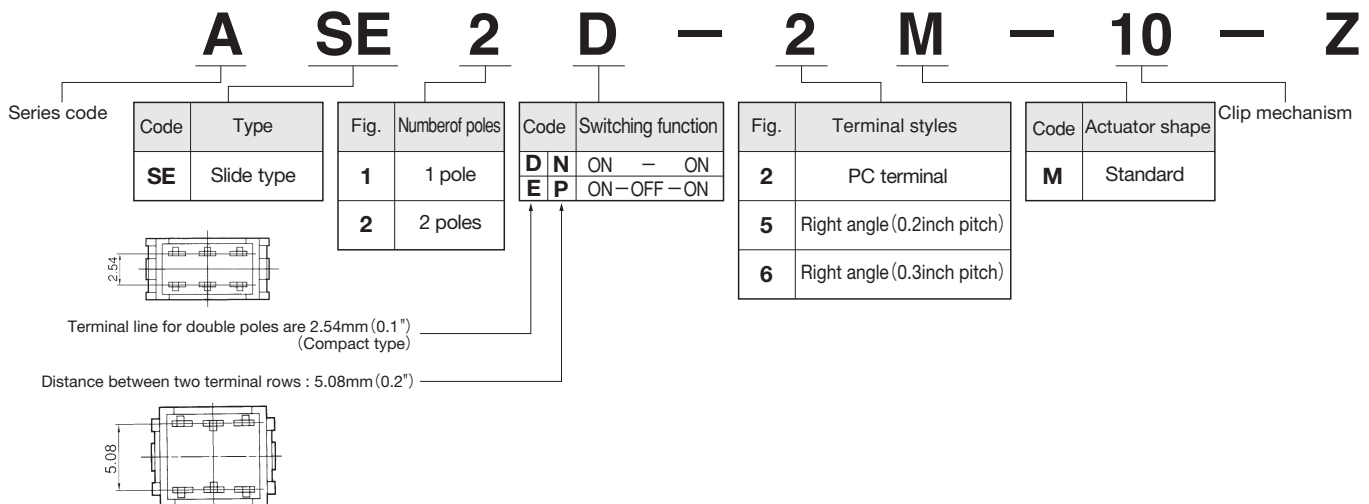 A SE 2 D – 2 M – 10 – Z
Series code
Clip mechanism
Code Type
SE Slide type
Fig. Numberof poles
1 1 pole
2 2 poles
Code Switching function
D N ON – ON
E P ON–OFF–ON
Fig. Terminal styles
2 PC terminal
5 Right angle(0.2inch pitch)
6 Right angle(0.3inch pitch)
Code Actuator shape
M Standard
2.54
Terminal line for double poles are 2.54mm(0.1")
(Compact type)
Distance between two terminal rows : 5.08mm(0.2")
5.08